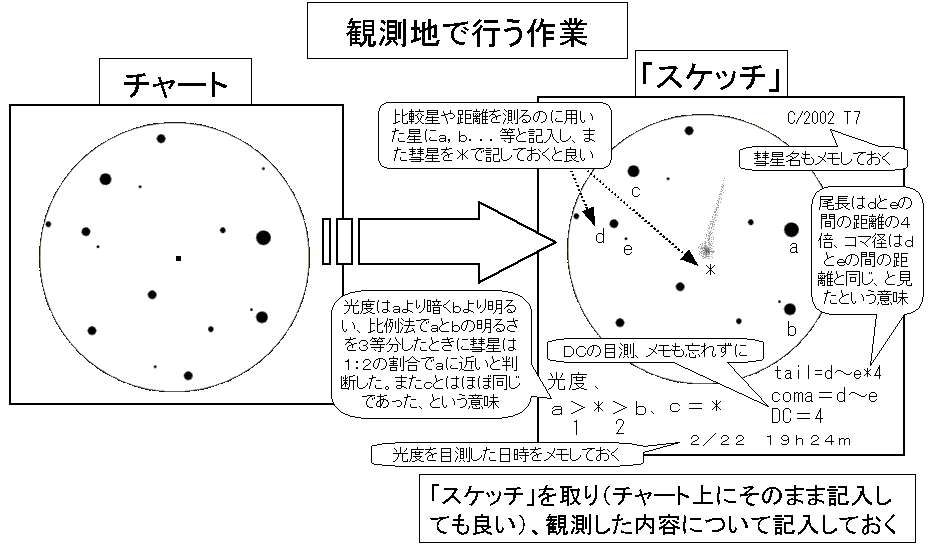 観測地で行う作業
チャート
「スケッチ」
比較星や距離を測るのに用い
た星にa，b．．．等と記入し、ま
た彗星を＊で記しておくと良い
C/2002 T7
彗星名もメモしておく
c
d
e
＊
a
b
尾長はdとeの
間の距離の４
倍、コマ径はd
とeの間の距
離と同じ、と見
たという意味
光度はaより暗くbより明る
い、比例法でaとbの明るさ
を３等分したときに彗星は
1：2の割合でaに近いと判
断した。またcとはほぼ同じ
であった、という意味
DCの目測、メモも忘れずに
tail＝d～e*4
coma＝d～e
DC＝4
光度、
a＞＊＞b、c＝＊
1 2
2／22 19h24m
光度を目測した日時をメモしておく
「スケッチ」を取り（チャート上にそのまま記入し
ても良い）、観測した内容について記入しておく